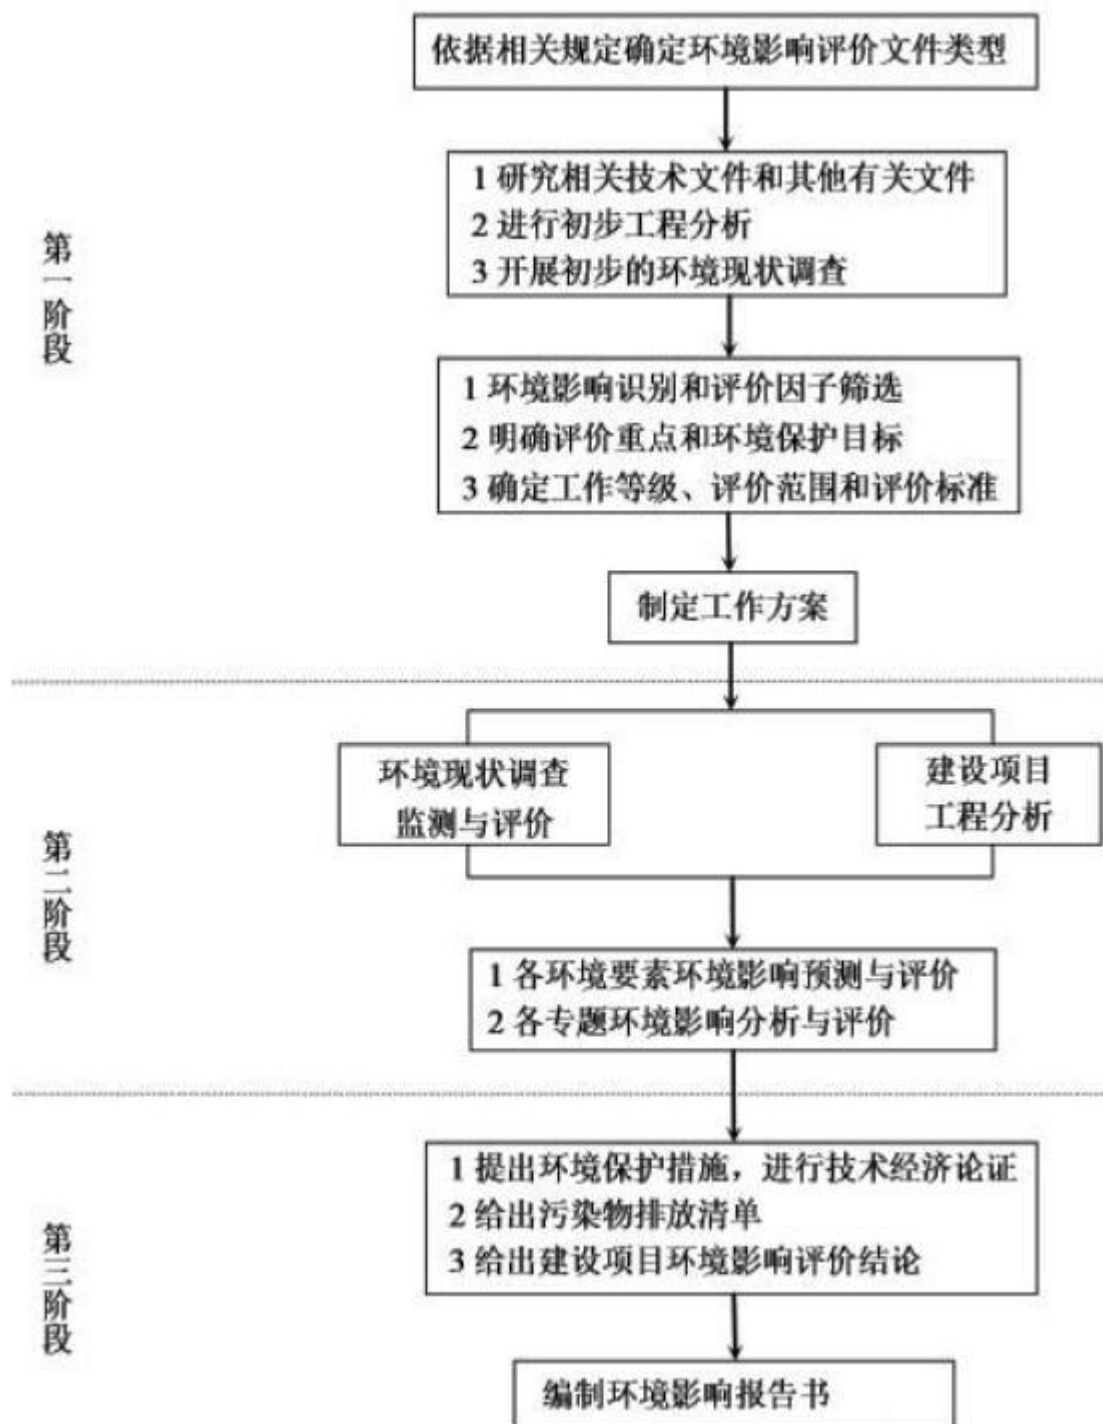 依据相关规定确定环境影响评价文件类型
1 研究相关技术文件和其他有关文件
2 进行初步工程分析
3 开展初步的环境现状调查
第一阶段
1 环境影响识别和评价因子筛选
2 明确评价重点和环境保护目标
3 确定工作等级、评价范围和评价标准
制定工作方案
环境现状调查
监测与评价
建设项目
工程分析
第二阶段
1 各环境要素环境影响预测与评价
2 各专题环境影响分析与评价
1 提出环境保护措施，进行技术经济论证
2 给出污染物排放清单
3 给出建设项目环境影响评价结论
第三阶段
编制环境影响报告书